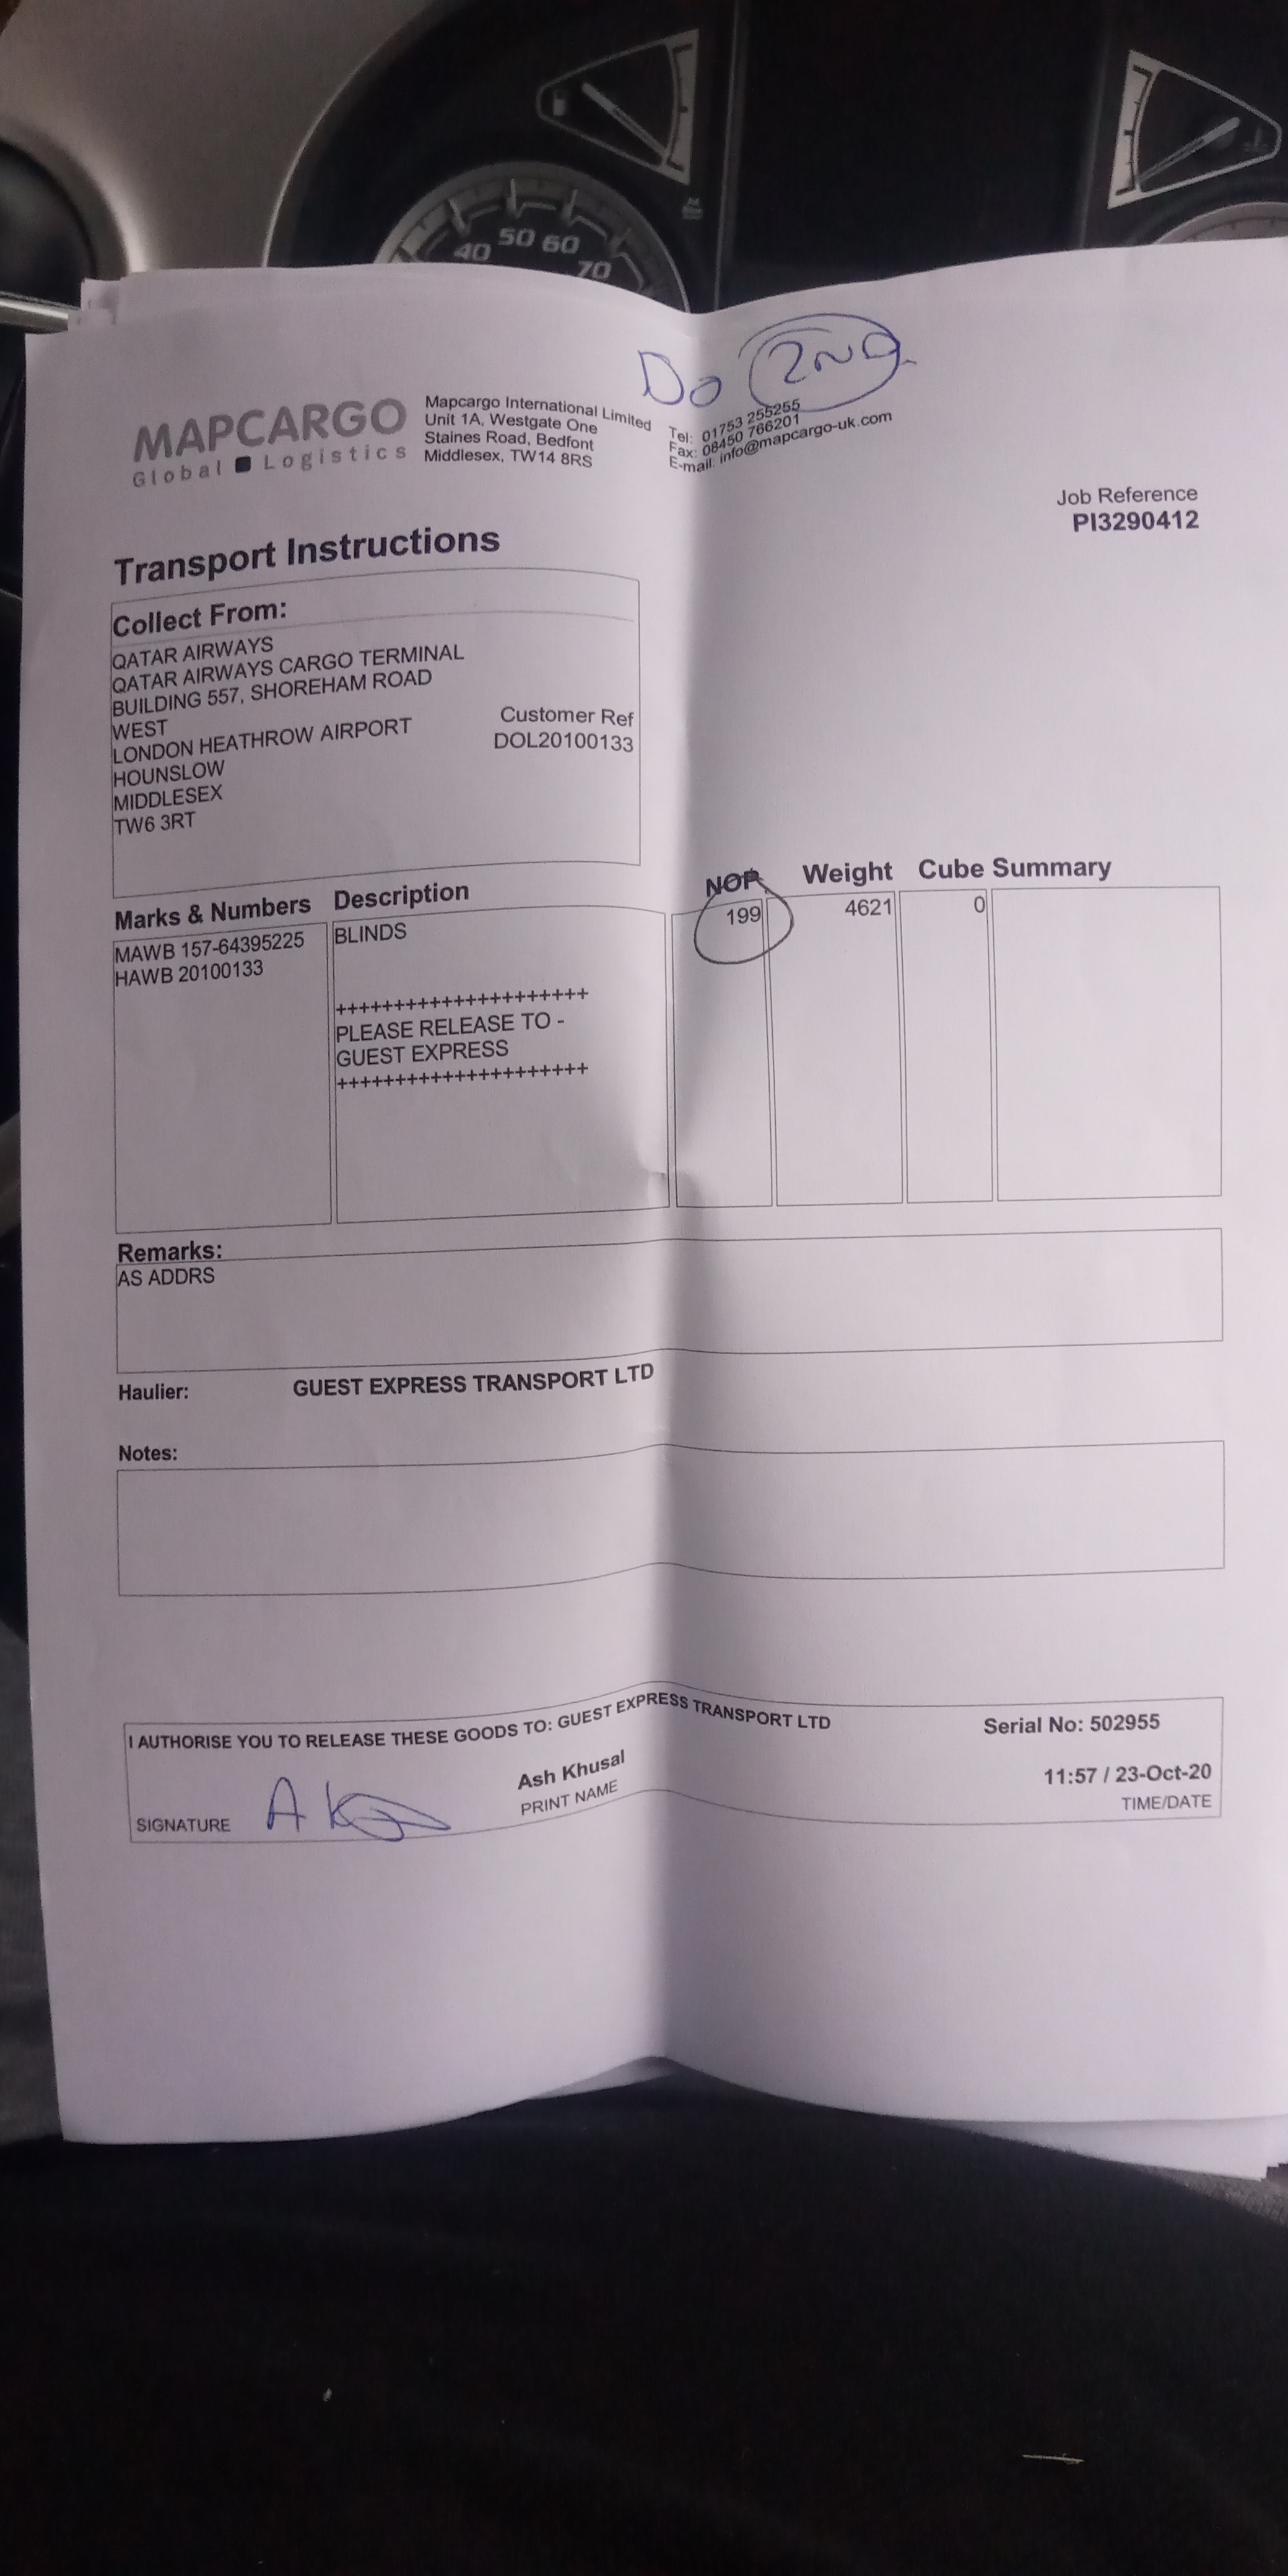 40 50 60 70
Do 2ND
MAPCARGO
Global Logistics
Mapcargo International Limited
Unit 1A, Westgate One
Staines Road, Bedfont
Middlesex, TW14 8RS
Tel: 01753 255255
Fax: 08450 766201
E-mail: info@mapcargo-uk.com
Job Reference
PI3290412
Transport Instructions
Collect From:
QATAR AIRWAYS
QATAR AIRWAYS CARGO TERMINAL
BUILDING 557, SHOREHAM ROAD
WEST
LONDON HEATHROW AIRPORT
HOUNSLOW
MIDDLESEX
TW6 3RT
Customer Ref
DOL20100133
Marks & Numbers Description NOP Weight Cube Summary
MAWB 157-64395225 BLINDS 199 4621 0
HAWB 20100133
+++++++++++++++++++++
PLEASE RELEASE TO -
GUEST EXPRESS
+++++++++++++++++++++
Remarks:
AS ADDRS
Haulier: GUEST EXPRESS TRANSPORT LTD
Notes:
I AUTHORISE YOU TO RELEASE THESE GOODS TO: GUEST EXPRESS TRANSPORT LTD
Serial No: 502955
Ash Khusal
11:57 / 23-Oct-20
SIGNATURE
PRINT NAME
TIME/DATE